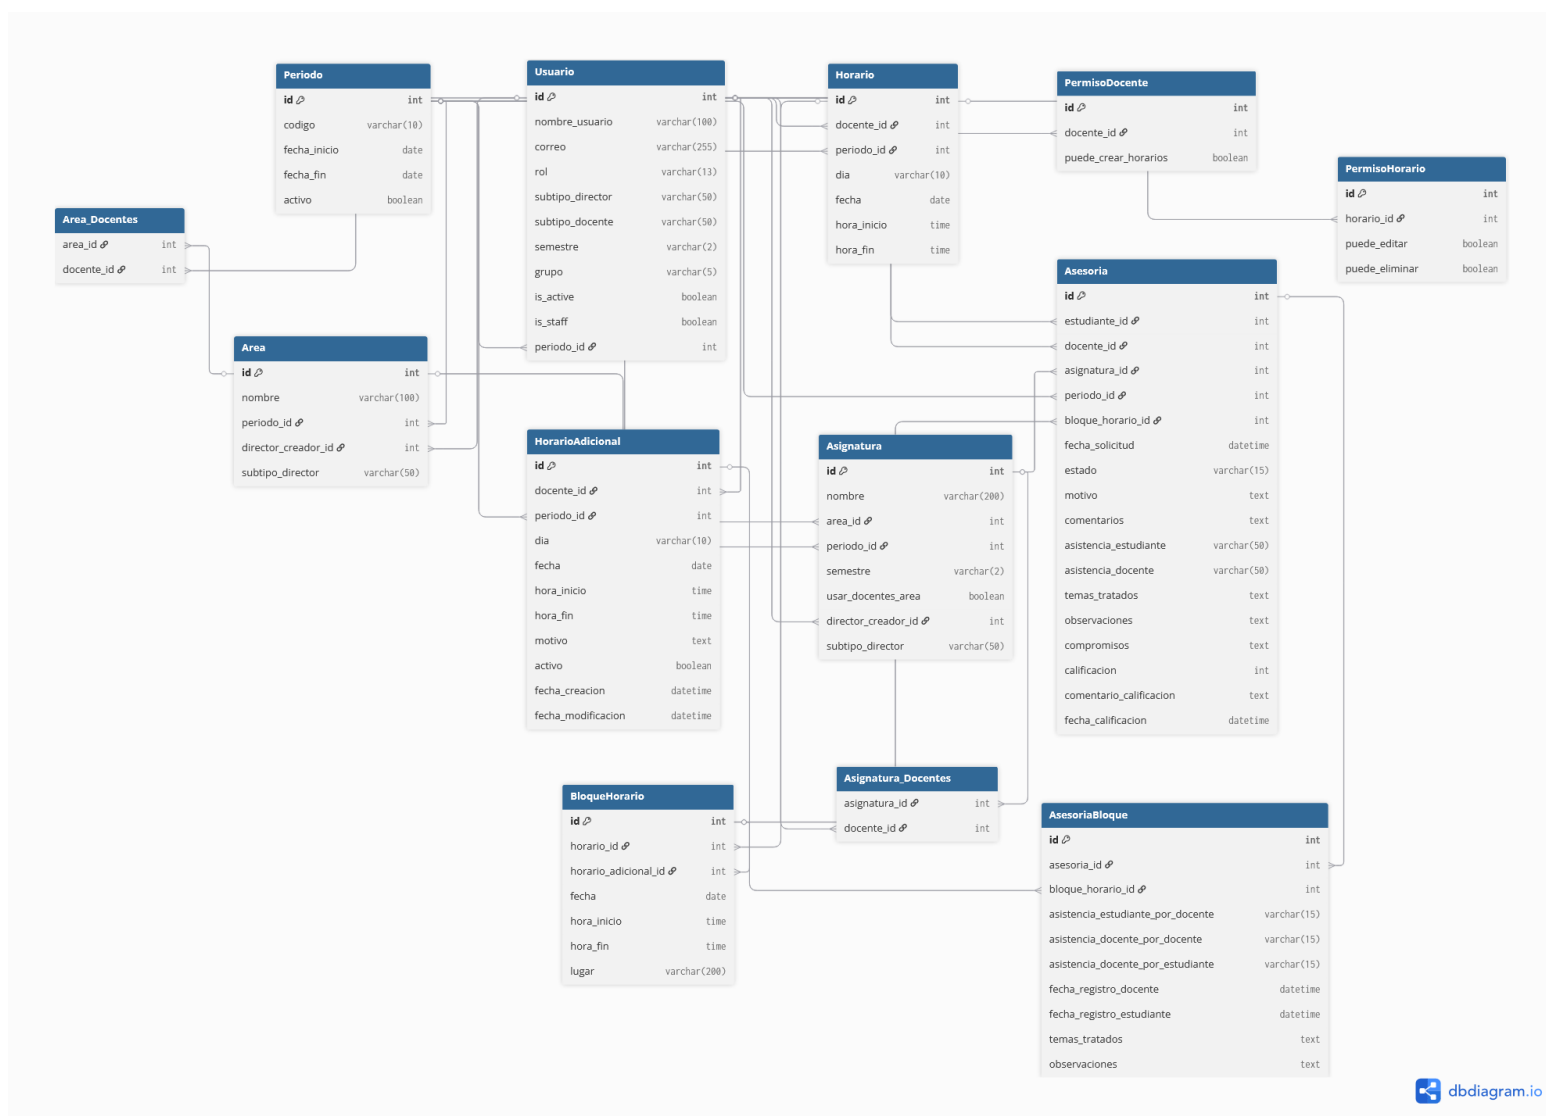 Periodo
id int
codigo varchar(10)
fecha_inicio date
fecha_fin date
activo boolean
Usuario
id int
nombre_usuario varchar(100)
correo varchar(255)
rol varchar(13)
subtipo_director varchar(50)
subtipo_docente varchar(50)
semestre varchar(2)
grupo varchar(5)
is_active boolean
is_staff boolean
periodo_id int
Horario
id int
docente_id int
periodo_id int
dia varchar(10)
fecha date
hora_inicio time
hora_fin time
PermisoDocente
id int
docente_id int
puede_crear_horarios boolean
PermisoHorario
id int
horario_id int
puede_editar boolean
puede_eliminar boolean
Area_Docentes
area_id int
docente_id int
Area
id int
nombre varchar(100)
periodo_id int
director_creador_id int
subtipo_director varchar(50)
HorarioAdicional
id int
docente_id int
periodo_id int
dia varchar(10)
fecha date
hora_inicio time
hora_fin time
motivo text
activo boolean
fecha_creacion datetime
fecha_modificacion datetime
Asignatura
id int
nombre varchar(200)
area_id int
periodo_id int
semestre varchar(2)
usar_docentes_area boolean
director_creador_id int
subtipo_director varchar(50)
Asesoria
id int
estudiante_id int
docente_id int
asignatura_id int
periodo_id int
bloque_horario_id int
fecha_solicitud datetime
estado varchar(15)
motivo text
comentarios text
asistencia_estudiante varchar(50)
asistencia_docente varchar(50)
temas_tratados text
observaciones text
compromisos text
calificacion int
comentario_calificacion text
fecha_calificacion datetime
BloqueHorario
id int
horario_id int
horario_adicional_id int
fecha date
hora_inicio time
hora_fin time
lugar varchar(200)
Asignatura_Docentes
asignatura_id int
docente_id int
AsesoriaBloque
id int
asesoria_id int
bloque_horario_id int
asistencia_estudiante_por_docente varchar(15)
asistencia_docente_por_docente varchar(15)
asistencia_docente_por_estudiante varchar(15)
fecha_registro_docente datetime
fecha_registro_estudiante datetime
temas_tratados text
observaciones text
dbdiagram.io